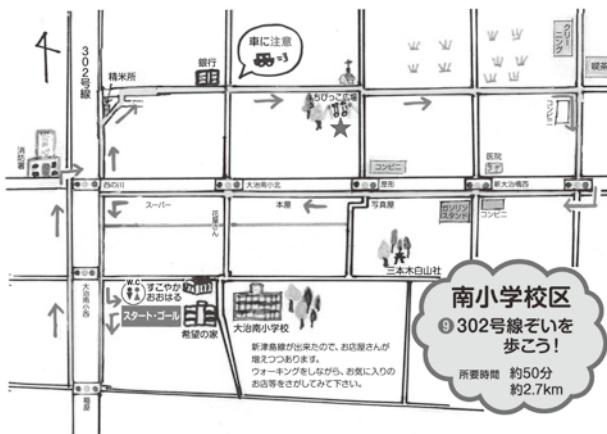 302号線
精米所
銀行
車に注意
ちびっこ広場
クリーニング
喫茶
コンビニ
消防署
コンビニ
医院
西の川
大治南小北
新大治橋西
スーパー
花屋さん
本屋
写真屋
ガソリン
スタンド
コンビニ
三本木白山社
大治南小西
W.C
すこやか
おおはる
スタート・ゴール
希望の家
大治南小学校
新津島線が出来たので、お店屋さんが
増えつつあります。
ウォーキングをしながら、お気に入りの
お店等をさがしてみて下さい。
南小学校区
⑨302号線ぞいを
歩こう!
所要時間 約50分
約2.7km